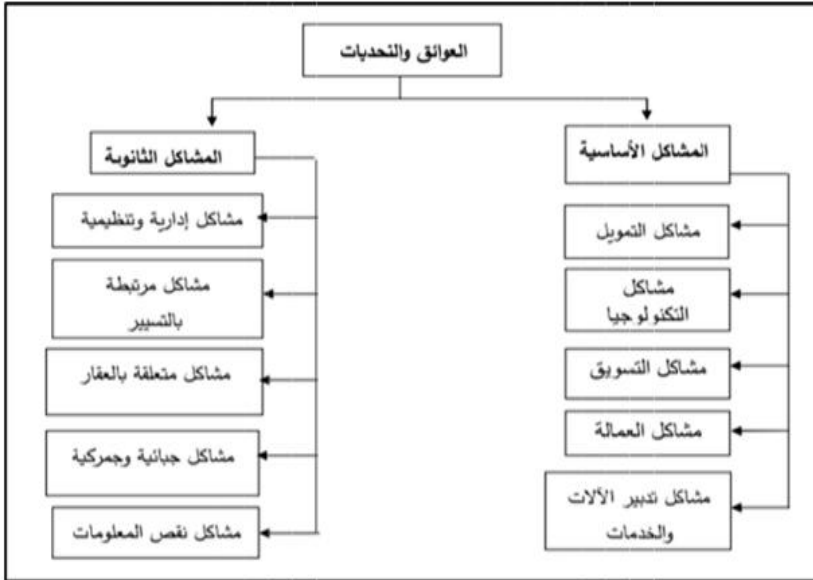 العوائق والتحديات
المشاكل الأساسية
مشاكل التمويل
مشاكل
التكنولوجيا
مشاكل التسويق
مشاكل العمالة
مشاكل تدبير الآلات
والخدمات
المشاكل الثانوية
مشاكل إدارية وتنظيمية
مشاكل مرتبطة
بالتسيير
مشاكل متعلقة بالعقار
مشاكل جبائية وجمركية
مشاكل نقص المعلومات